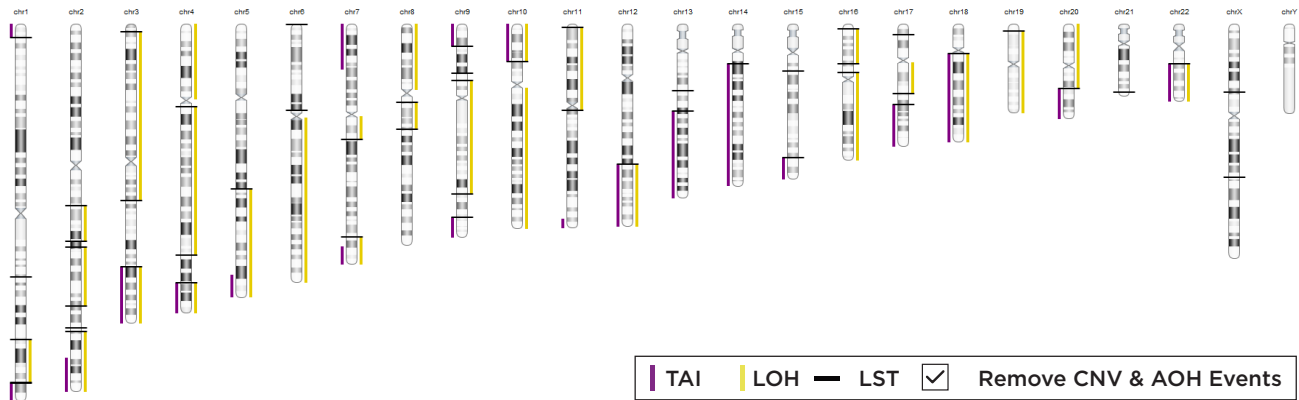 chr1 chr2 chr3 chr4 chr5 chr6 chr7 chr8 chr9 chr10 chr11 chr12 chr13 chr14 chr15 chr16 chr17 chr18 chr19 chr20 chr21 chr22 chrX chrY
TAI LOH LST Remove CNV & AOH Events